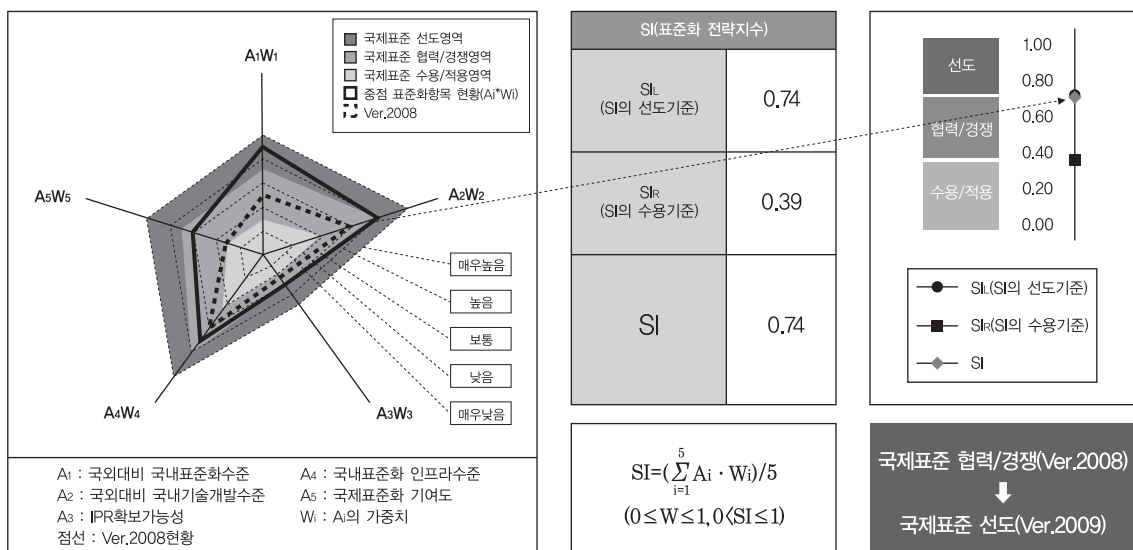 국제표준 선도영역
국제표준 협력/경쟁영역
국제표준 수용/적용영역
중점 표준화항목 현황(Ai*Wi)
Ver.2008
A1W1
A2W2
A5W5
A4W4
A3W3
매우높음
높음
보통
낮음
매우낮음
A1 : 국외대비 국내표준화수준
A2 : 국외대비 국내기술개발수준
A3 : IPR확보가능성
점선 : Ver.2008현황
A4 : 국내표준화 인프라수준
A5 : 국제표준화 기여도
Wi : Ai의 가중치
SI(표준화 전략지수)
SIL
(SI의 선도기준)
0.74
SIR
(SI의 수용기준)
0.39
SI
0.74
SI=(5∑i=1 Ai · Wi)/5
(0≤W≤1, 0<SI≤1)
선도
협력/경쟁
수용/적용
1.00
0.80
0.60
0.40
0.20
0.00
SIL(SI의 선도기준)
SIR(SI의 수용기준)
SI
국제표준 협력/경쟁(Ver.2008)
국제표준 선도(Ver.2009)